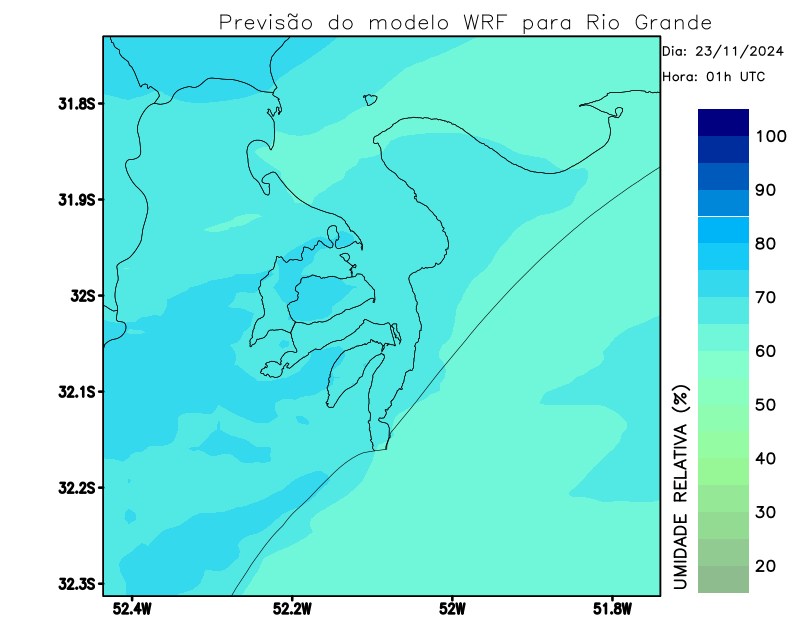 Previsão do modelo WRF para Rio Grande
Dia: 23/11/2024
Hora: 01h UTC
31.8S
31.9S
32S
32.1S
32.2S
32.3S
52.4W
52.2W
52W
51.8W
100
90
80
70
60
50
40
30
20
UMIDADE RELATIVA (%)